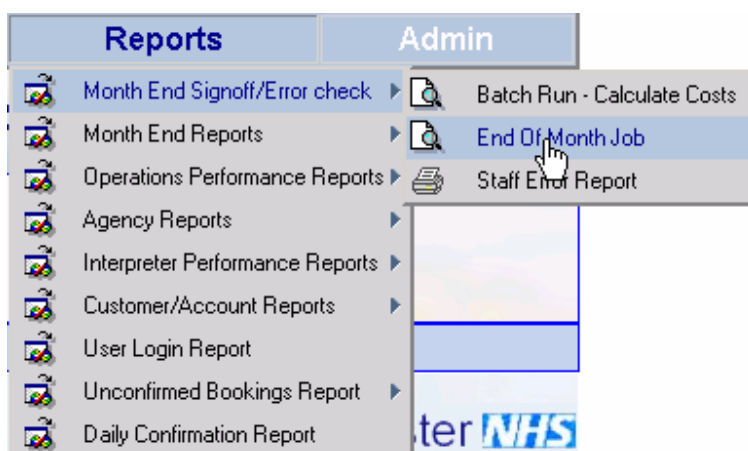 Reports Admin
Month End Signoff/Error check
Batch Run - Calculate Costs
Month End Reports
End Of Month Job
Operations Performance Reports
Staff Error Report
Agency Reports
Interpreter Performance Reports
Customer/Account Reports
User Login Report
Unconfirmed Bookings Report
Daily Confirmation Report
ter NHS